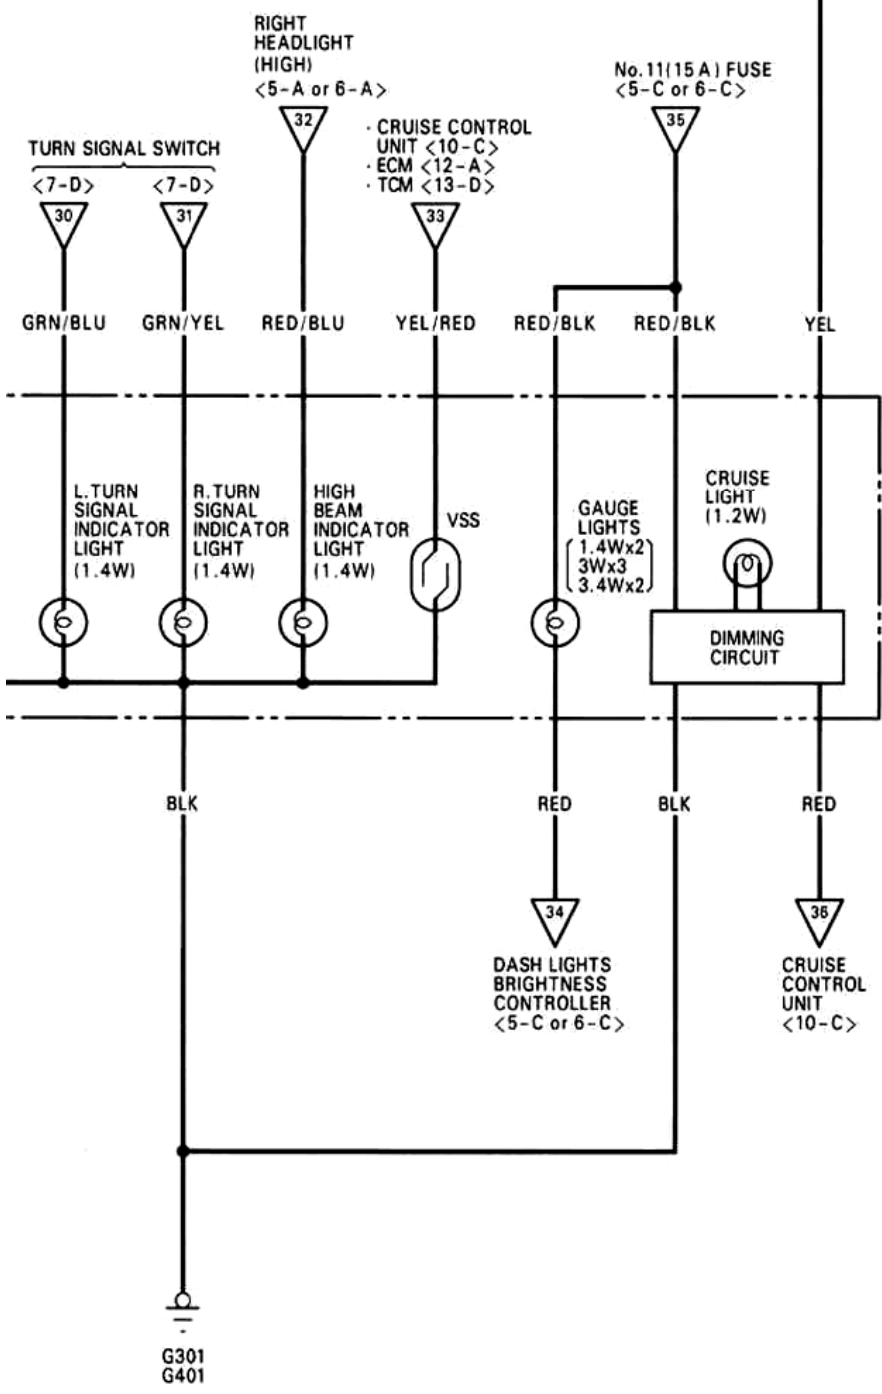 RIGHT
HEADLIGHT
(HIGH)
<5-A or 6-A>
32
No.11(15A) FUSE
<5-C or 6-C>
35
· CRUISE CONTROL
UNIT <10-C>
· ECM <12-A>
· TCM <13-D>
33
TURN SIGNAL SWITCH
<7-D> <7-D>
30 31
GRN/BLU GRN/YEL RED/BLU YEL/RED RED/BLK RED/BLK YEL
L.TURN
SIGNAL
INDICATOR
LIGHT
(1.4W)
R.TURN
SIGNAL
INDICATOR
LIGHT
(1.4W)
HIGH
BEAM
INDICATOR
LIGHT
(1.4W)
VSS
GAUGE
LIGHTS
(1.4Wx2
3Wx3
3.4Wx2)
CRUISE
LIGHT
(1.2W)
DIMMING
CIRCUIT
BLK RED BLK RED
34
DASH LIGHTS
BRIGHTNESS
CONTROLLER
<5-C or 6-C>
36
CRUISE
CONTROL
UNIT
<10-C>
G301
G401